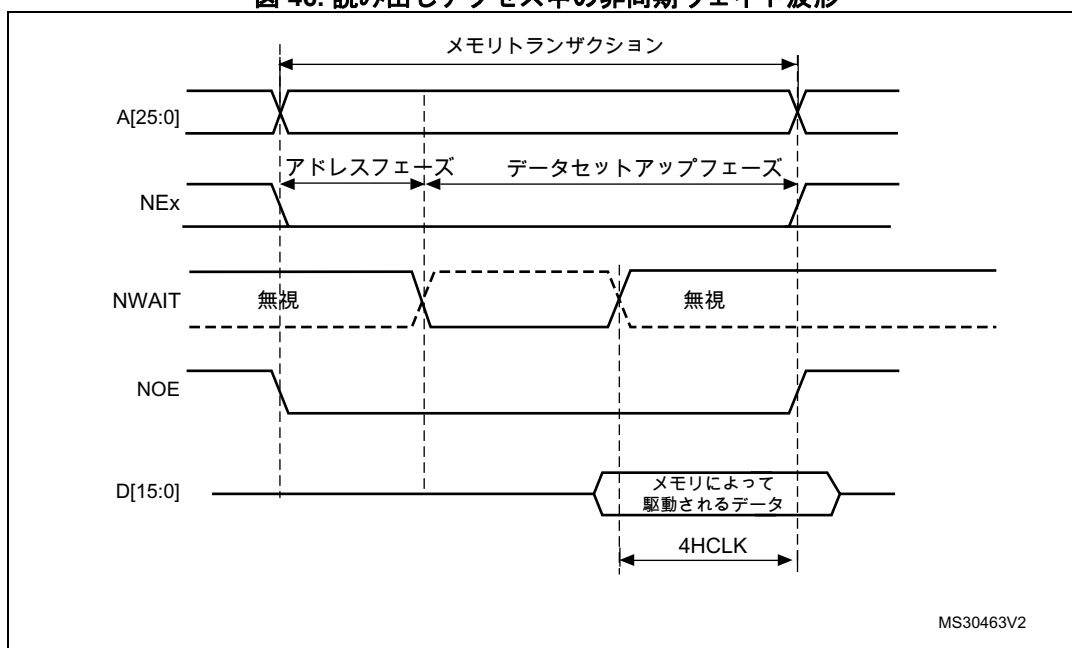 メモリトランザクション
A[25:0]
アドレスフェーズ
データセットアップフェーズ
NEx
NWAIT
無視
無視
NOE
D[15:0]
メモリによって
駆動されるデータ
4HCLK
MS30463V2